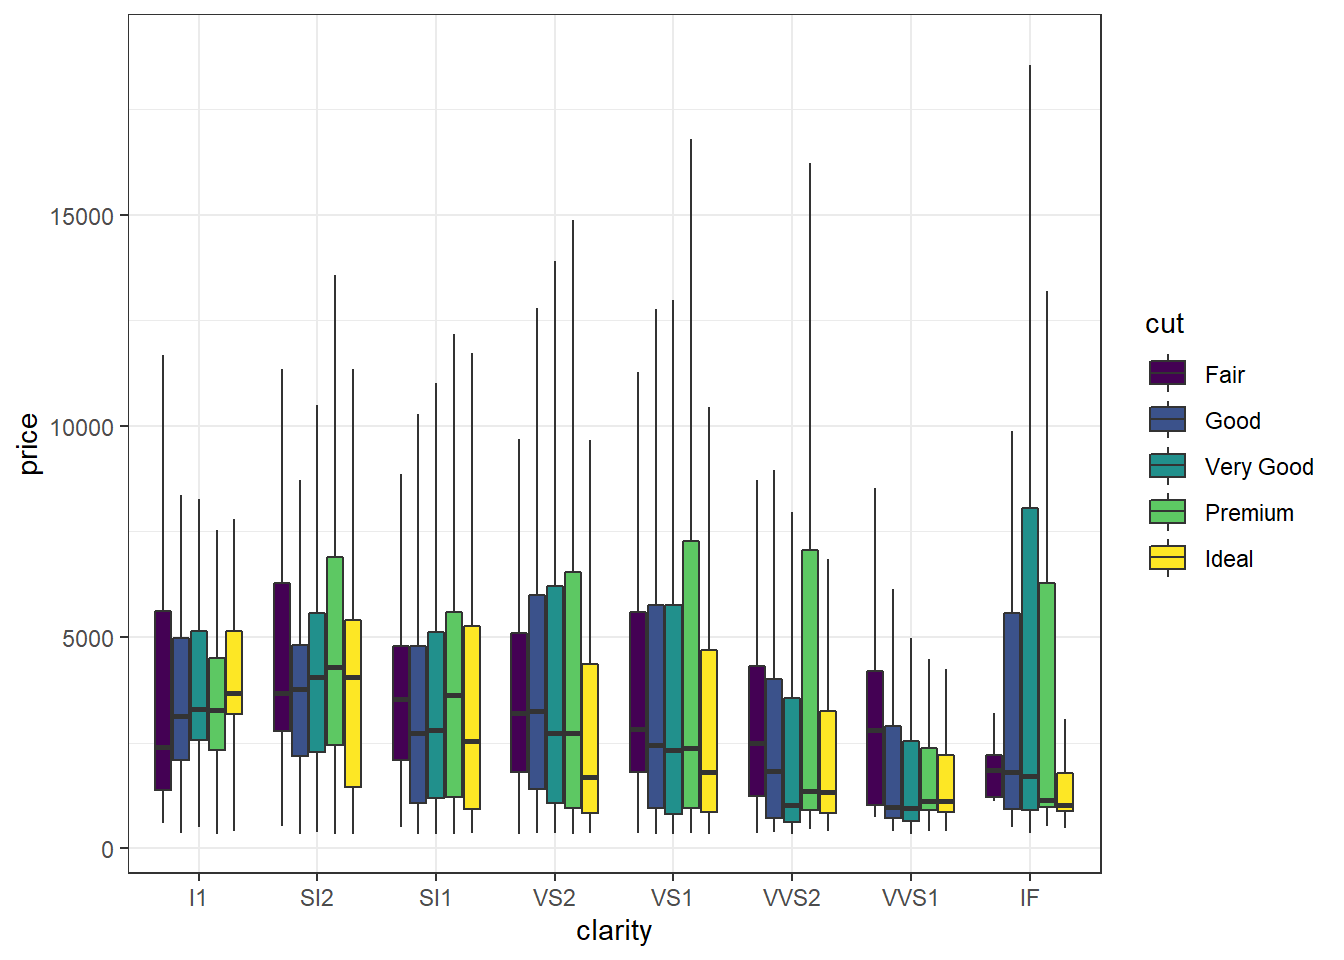 price
15000
10000
5000
0
I1 SI2 SI1 VS2 VS1 VVS2 VVS1 IF
clarity
cut
Fair
Good
Very Good
Premium
Ideal